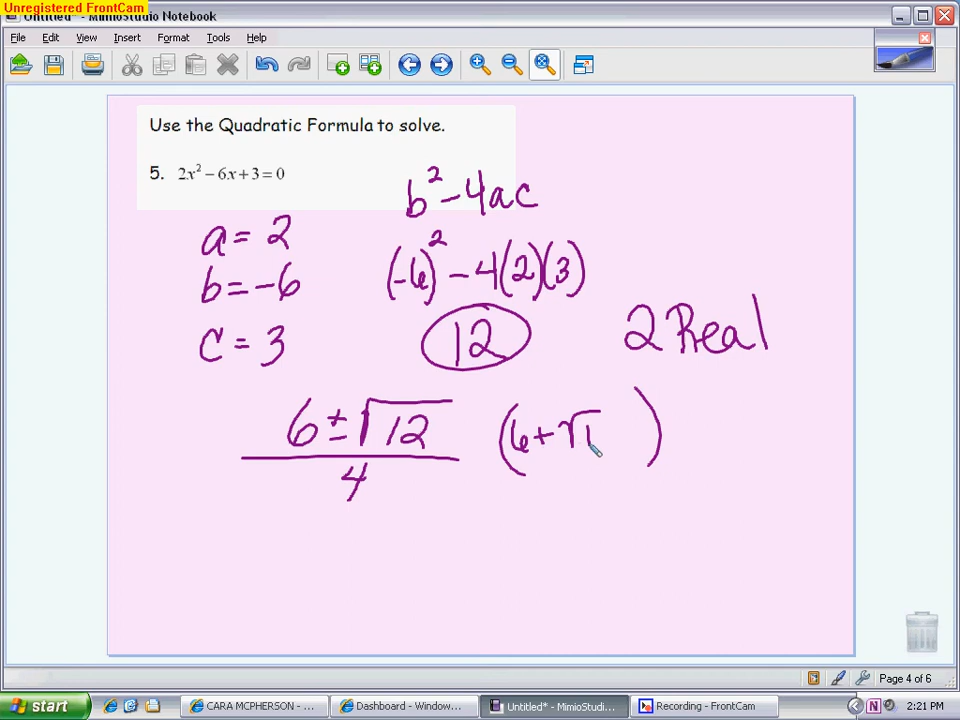 Unregistered FrontCam
Untitled* - MimioStudio Notebook
File Edit View Insert Format Tools Help
Use the Quadratic Formula to solve.
5. 2x² − 6x + 3 = 0
b² - 4ac
a = 2
(-6)² - 4(2)(3)
b = -6
12
2 Real
c = 3
6 ± √12 (6 + √1 )
4
Page 4 of 6
start CARA MCPHERSON - ... Dashboard - Window... Untitled* - MimioStudi... Recording - FrontCam N 2:21 PM